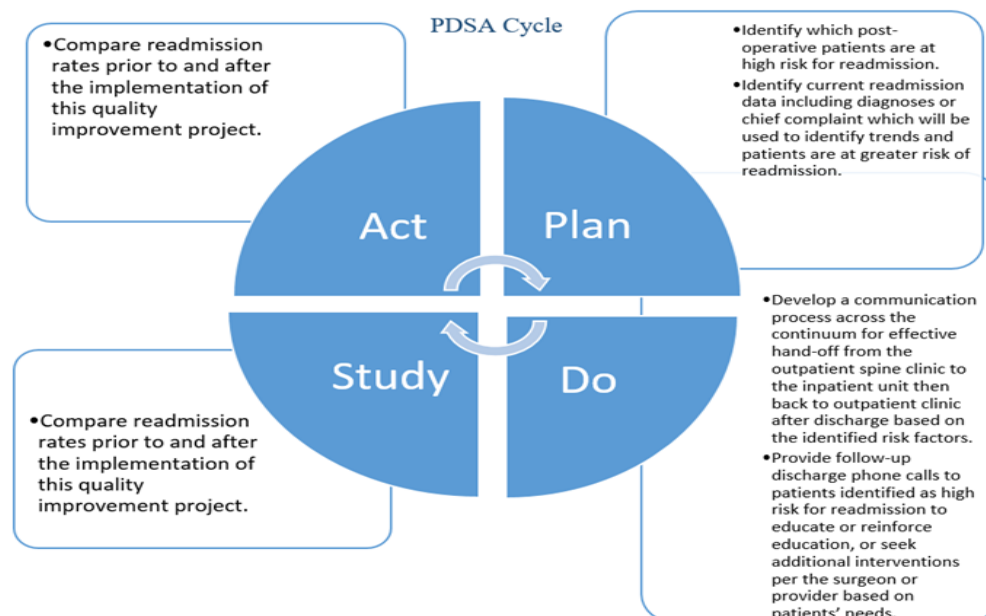 PDSA Cycle
•Compare readmission
rates prior to and after
the implementation of
this quality
improvement project.
•Identify which post-
operative patients are at
high risk for readmission.
•Identify current readmission
data including diagnoses or
chief complaint which will be
used to identify trends and
patients are at greater risk of
readmission.
Act
Plan
Study
Do
•Compare readmission
rates prior to and after
the implementation of
this quality
improvement project.
•Develop a communication
process across the
continuum for effective
hand-off from the
outpatient spine clinic to
the inpatient unit then
back to outpatient clinic
after discharge based on
the identified risk factors.
•Provide follow-up
discharge phone calls to
patients identified as high
risk for readmission to
educate or reinforce
education, or seek
additional interventions
per the surgeon or
provider based on
patients’ needs.